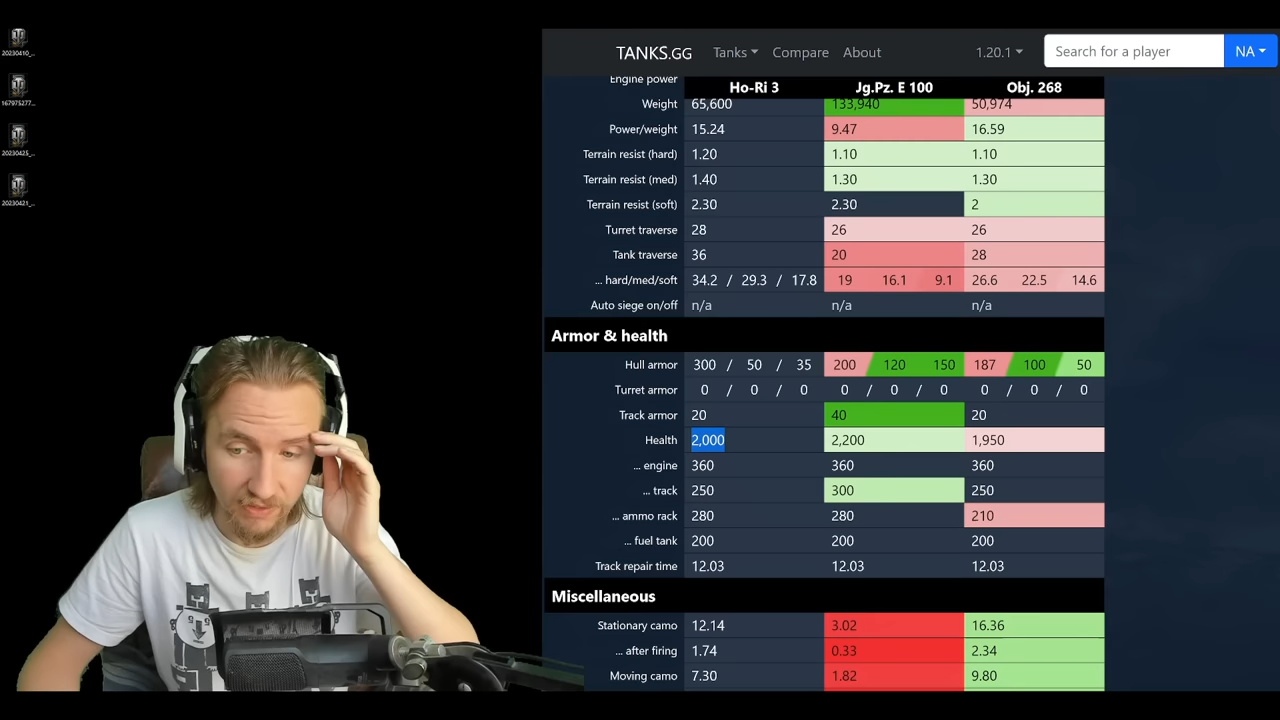 20230410_...
167975277...
20230425_...
20230421_...
TANKS.GG Tanks Compare About 1.20.1 Search for a player NA
Engine power
Ho-Ri 3 Jg.Pz. E 100 Obj. 268
Weight 65,600 133,940 50,974
Power/weight 15.24 9.47 16.59
Terrain resist (hard) 1.20 1.10 1.10
Terrain resist (med) 1.40 1.30 1.30
Terrain resist (soft) 2.30 2.30 2
Turret traverse 28 26 26
Tank traverse 36 20 28
... hard/med/soft 34.2 / 29.3 / 17.8 19 16.1 9.1 26.6 22.5 14.6
Auto siege on/off n/a n/a n/a
Armor & health
Hull armor 300 / 50 / 35 200 120 150 187 100 50
Turret armor 0 / 0 / 0 0 / 0 / 0 0 / 0 / 0
Track armor 20 40 20
Health 2,000 2,200 1,950
... engine 360 360 360
... track 250 300 250
... ammo rack 280 280 210
... fuel tank 200 200 200
Track repair time 12.03 12.03 12.03
Miscellaneous
Stationary camo 12.14 3.02 16.36
... after firing 1.74 0.33 2.34
Moving camo 7.30 1.82 9.80